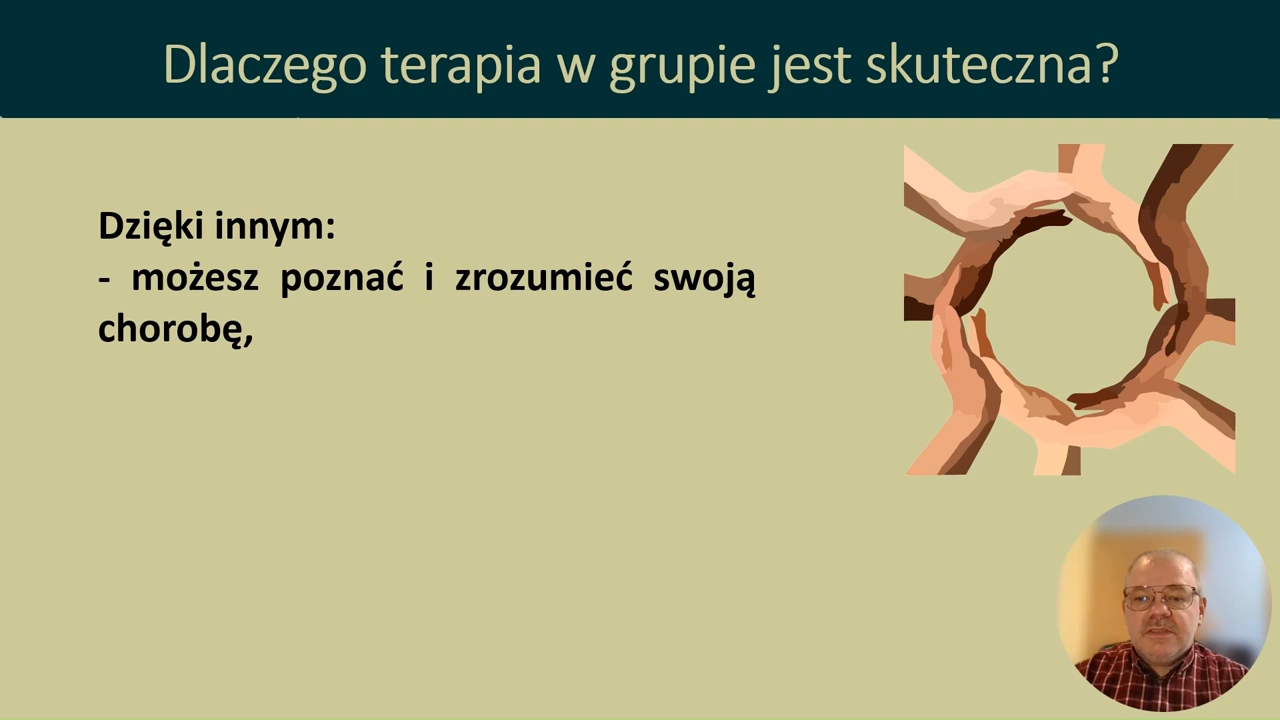 Dlaczego terapia w grupie jest skuteczna?
Dzięki innym:
- możesz poznać i zrozumieć swoją
chorobę,